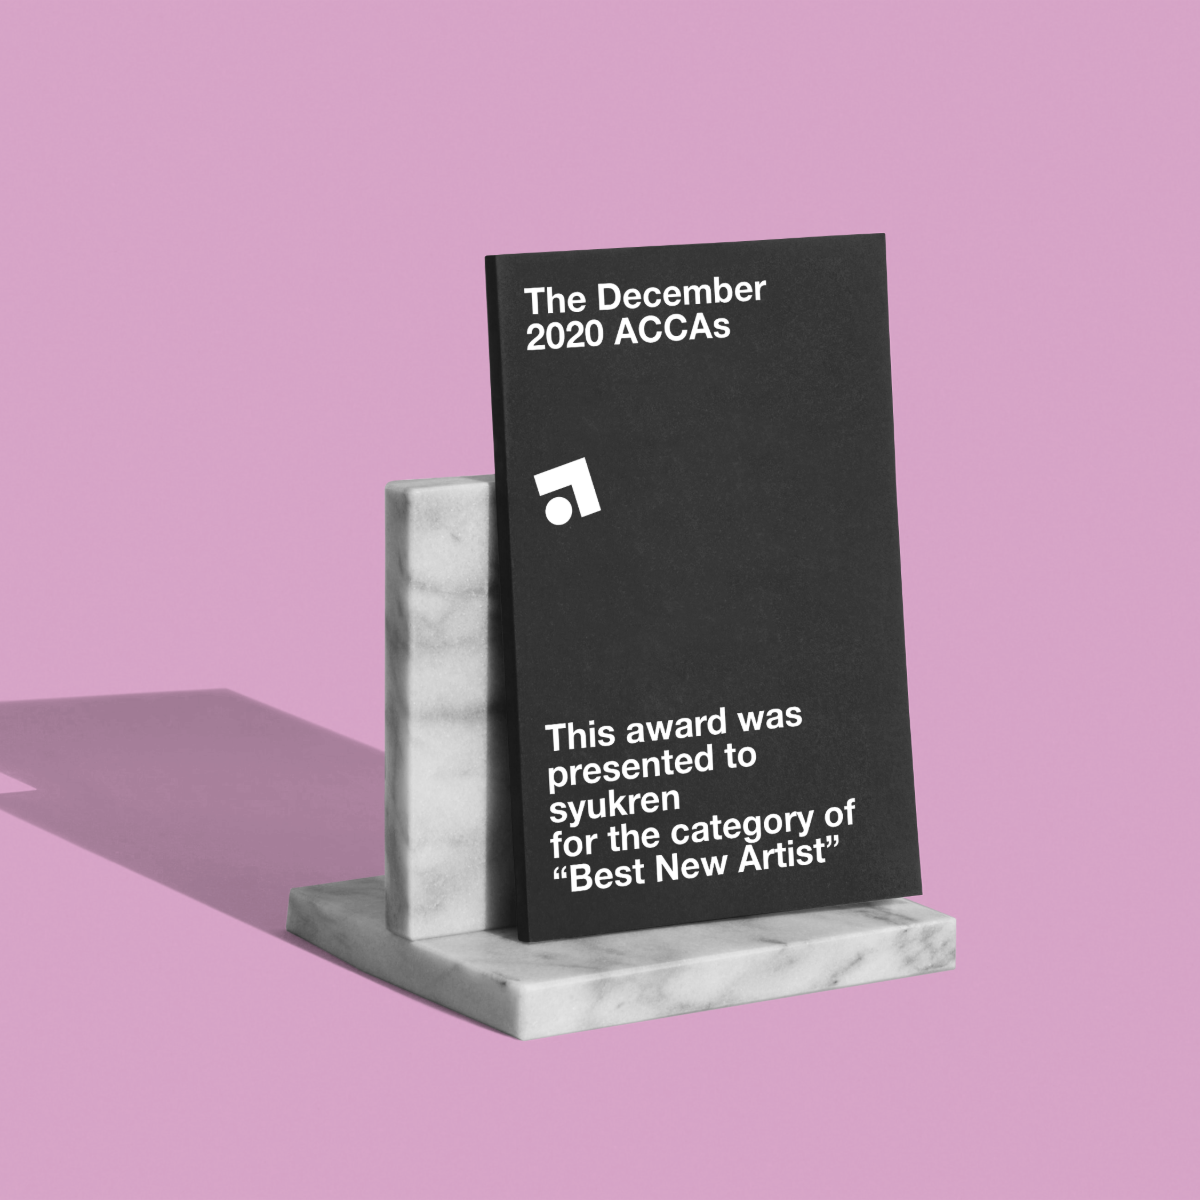 The December
2020 ACCAs
This award was
presented to
syukren
for the category of
“Best New Artist”